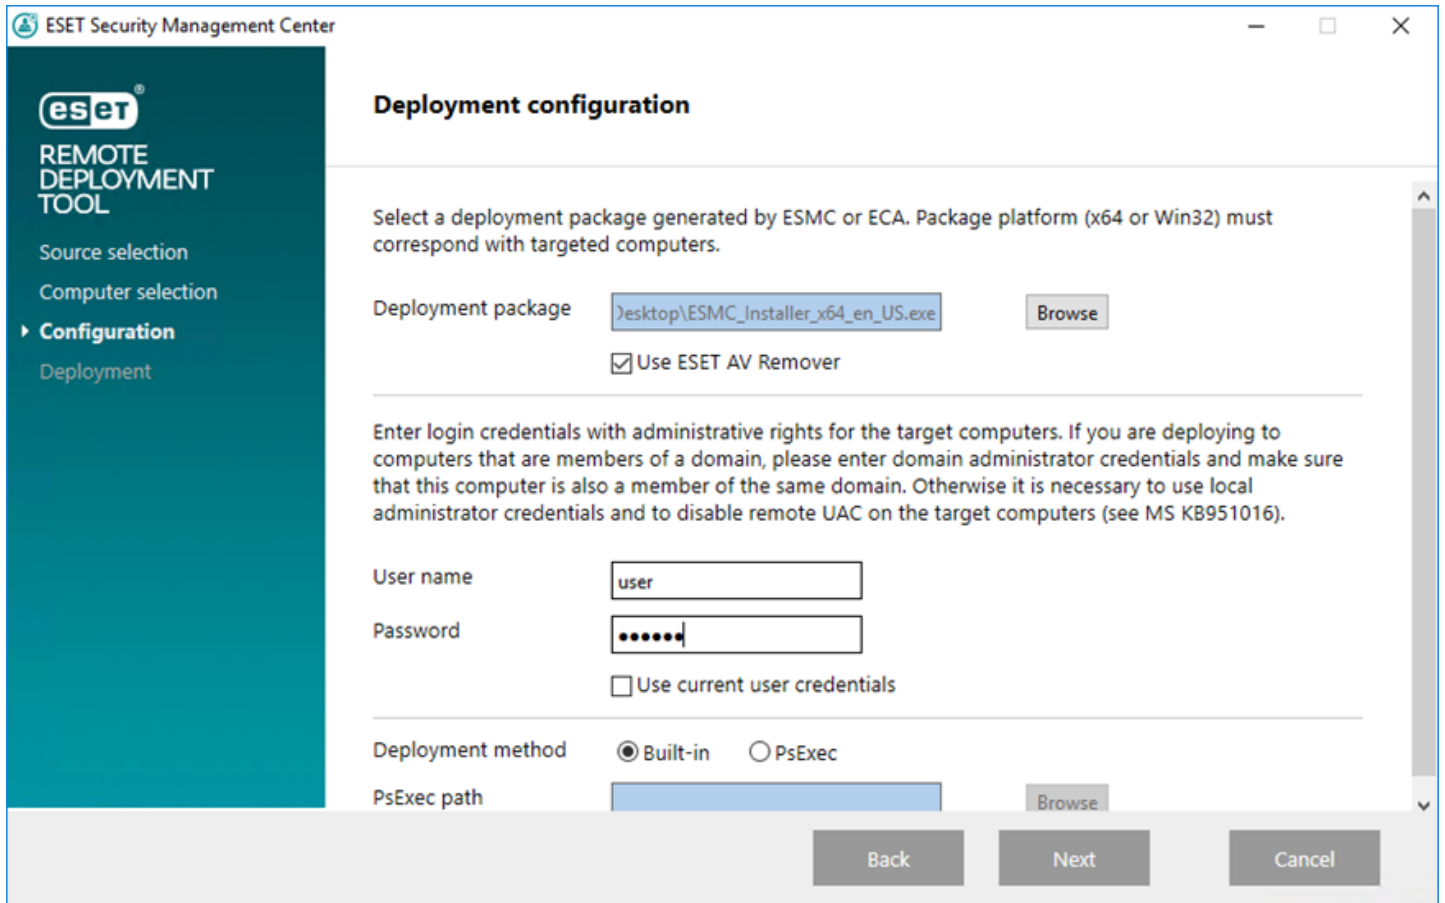 ESET Security Management Center
eset®
REMOTE
DEPLOYMENT
TOOL
Source selection
Computer selection
Configuration
Deployment
Deployment configuration
Select a deployment package generated by ESMC or ECA. Package platform (x64 or Win32) must
correspond with targeted computers.
Deployment package
Desktop\ESMC_Installer_x64_en_US.exe
Browse
Use ESET AV Remover
Enter login credentials with administrative rights for the target computers. If you are deploying to
computers that are members of a domain, please enter domain administrator credentials and make sure
that this computer is also a member of the same domain. Otherwise it is necessary to use local
administrator credentials and to disable remote UAC on the target computers (see MS KB951016).
User name
user
Password
••••••
Use current user credentials
Deployment method
Built-in
PsExec
PsExec path
Browse
Back
Next
Cancel